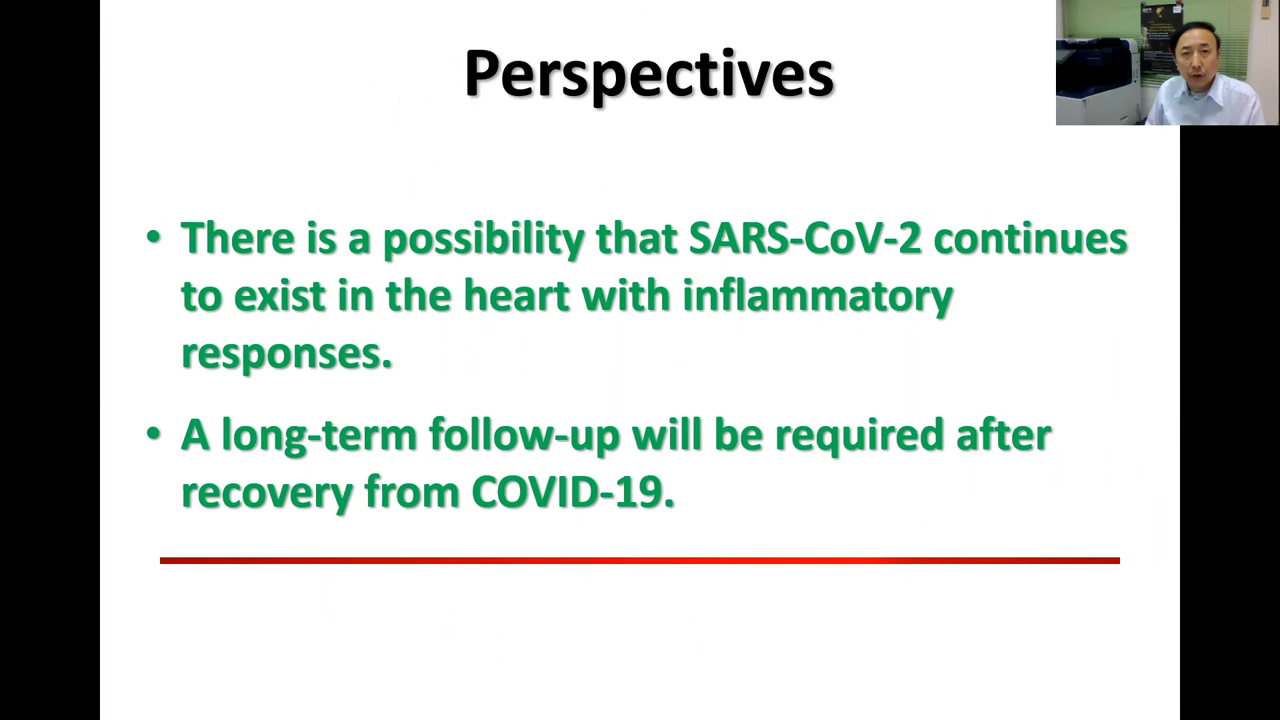 Perspectives
• There is a possibility that SARS-CoV-2 continues
to exist in the heart with inflammatory
responses.
• A long-term follow-up will be required after
recovery from COVID-19.